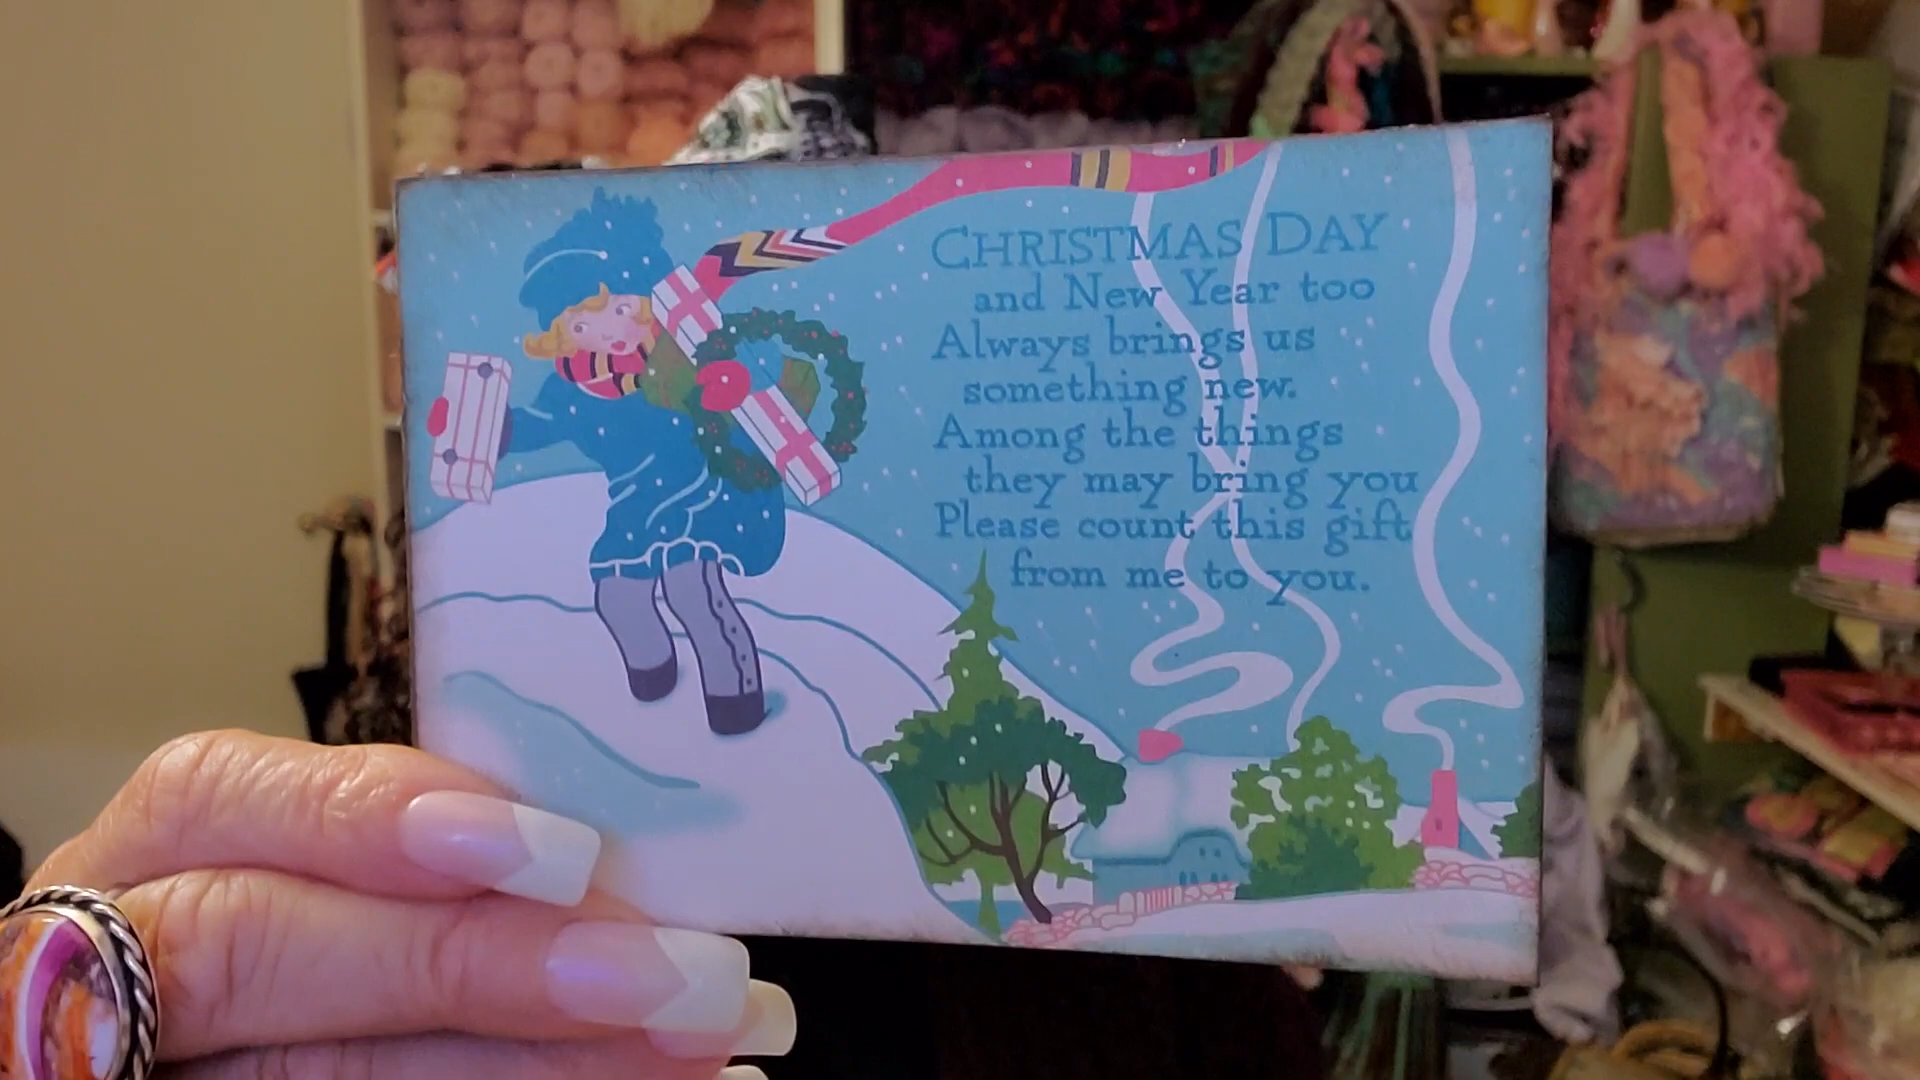 CHRISTMAS DAY
and New Year too
Always brings us
something new.
Among the things
they may bring you
Please count this gift
from me to you.